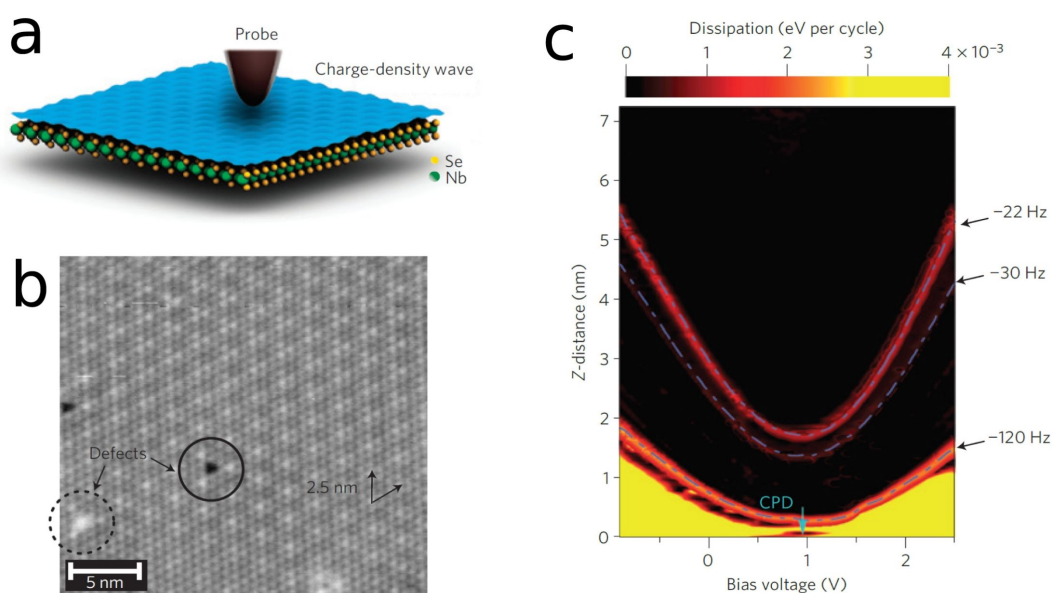 a
Probe
Charge-density wave
Se
Nb
b
Defects
2.5 nm
5 nm
c
Dissipation (eV per cycle)
0 1 2 3 4 × 10⁻³
7
6
5
4
3
2
1
0
Z-distance (nm)
−22 Hz
−30 Hz
−120 Hz
CPD
0 1 2
Bias voltage (V)